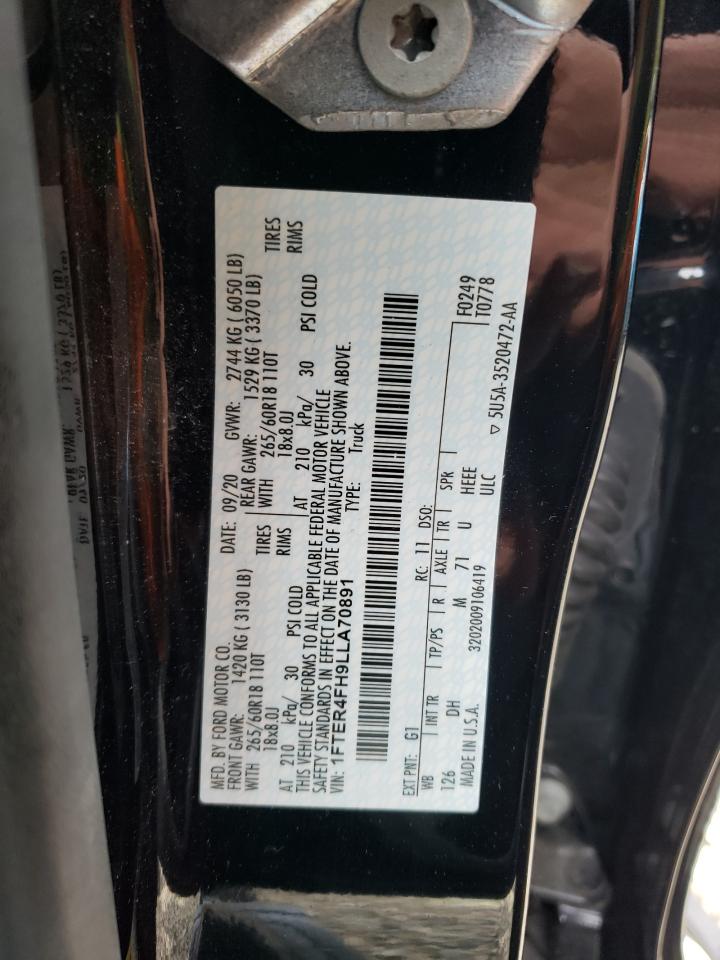 MFD. BY FORD MOTOR CO.
DATE: 09/20 GVWR: 2744 KG ( 6050 LB)
FRONT GAWR: 1420 KG ( 3130 LB) REAR GAWR: 1529 KG ( 3370 LB)
WITH 265/60R18 110T TIRES WITH 265/60R18 110T TIRES
18x8.0J RIMS 18x8.0J RIMS
AT 210 kPa/ 30 PSI COLD AT 210 kPa/ 30 PSI COLD
THIS VEHICLE CONFORMS TO ALL APPLICABLE FEDERAL MOTOR VEHICLE
SAFETY STANDARDS IN EFFECT ON THE DATE OF MANUFACTURE SHOWN ABOVE.
VIN: 1FTER4FH9LLA70891 TYPE: Truck
EXT PNT: G1 RC: 11 DSO: F0249
WB INT TR TP/PS R AXLE TR SPR T0778
126 DH M 71 U HEEE
ULC
▽ 5U5A-3520472-AA
MADE IN U.S.A. 3202009106419